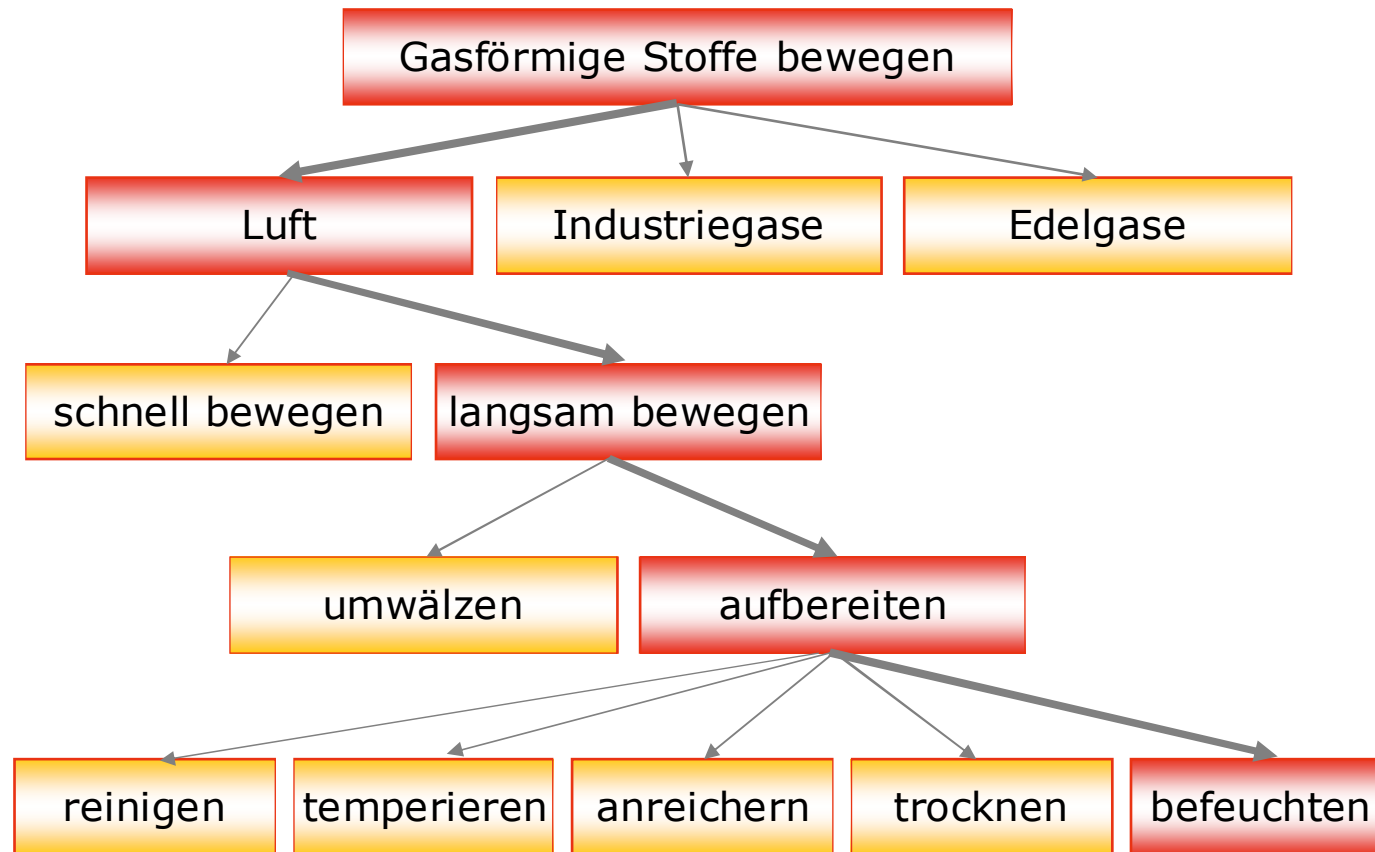 Gasförmige Stoffe bewegen
Luft
Industriegase
Edelgase
schnell bewegen
langsam bewegen
umwälzen
aufbereiten
reinigen
temperieren
anreichern
trocknen
befeuchten